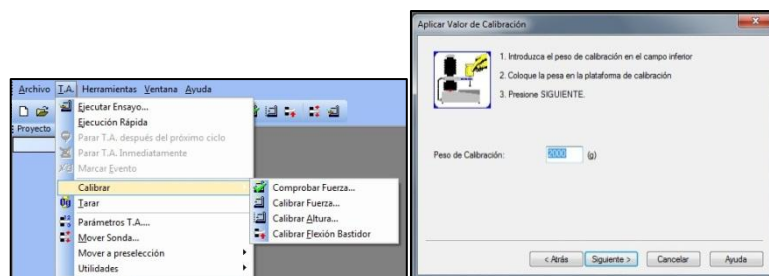 Archivo T.A. Herramientas Ventana Ayuda
Proyecto
Ejecutar Ensayo...
Ejecución Rápida
Parar T.A. después del próximo ciclo
Parar T.A. Inmediatamente
Marcar Evento
Calibrar
Tarar
Parámetros T.A....
Mover Sonda...
Mover a preselección
Utilidades
Comprobar Fuerza...
Calibrar Fuerza...
Calibrar Altura...
Calibrar Flexión Bastidor
Aplicar Valor de Calibración
1. Introduzca el peso de calibración en el campo inferior
2. Coloque la pesa en la plataforma de calibración
3. Presione SIGUIENTE.
Peso de Calibración: 2000 (g)
< Atrás Siguiente > Cancelar Ayuda